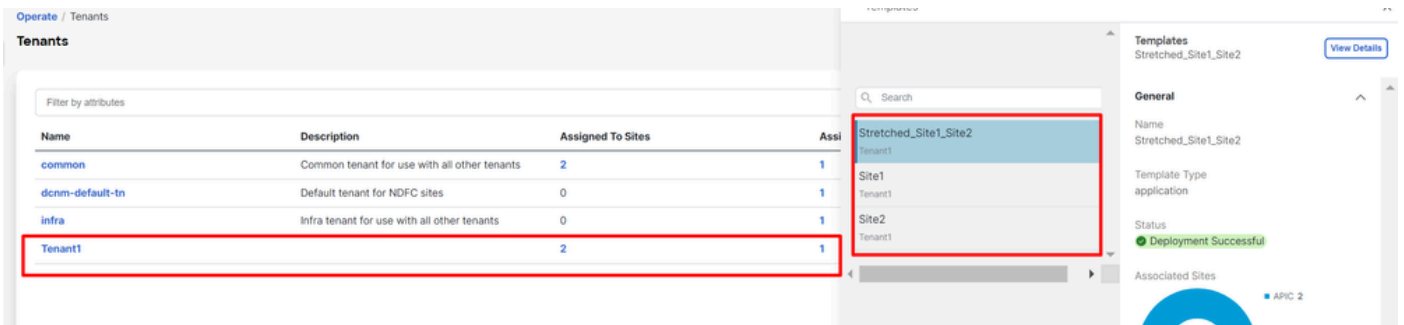 Operate / Tenants
Tenants
Filter by attributes
Name Description Assigned To Sites Assi
common Common tenant for use with all other tenants 2 1
dcnm-default-tn Default tenant for NDFC sites 0 1
infra Infra tenant for use with all other tenants 0 1
Tenant1 2 1
Templates
Search
Stretched_Site1_Site2
Tenant1
Site1
Tenant1
Site2
Tenant1
Templates
Stretched_Site1_Site2
View Details
General
Name
Stretched_Site1_Site2
Template Type
application
Status
Deployment Successful
Associated Sites
APIC 2